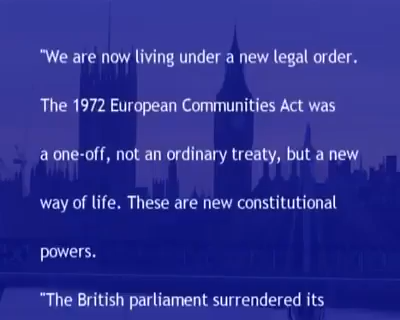 "We are now living under a new legal order.
The 1972 European Communities Act was
a one-off, not an ordinary treaty, but a new
way of life. These are new constitutional
powers.
"The British parliament surrendered its